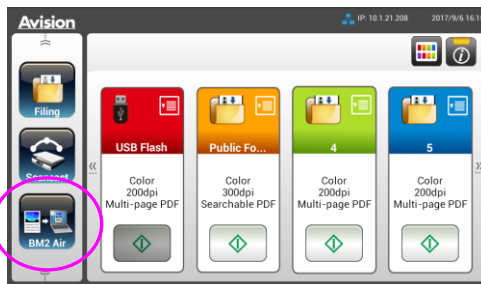 Avision
IP: 10.1.21.208
2017/9/6 16:1
Filing
BM2 Air
USB Flash
Color
200dpi
Multi-page PDF
Public Fo...
Color
300dpi
Searchable PDF
4
Color
200dpi
Multi-page PDF
5
Color
200dpi
Multi-page PDF